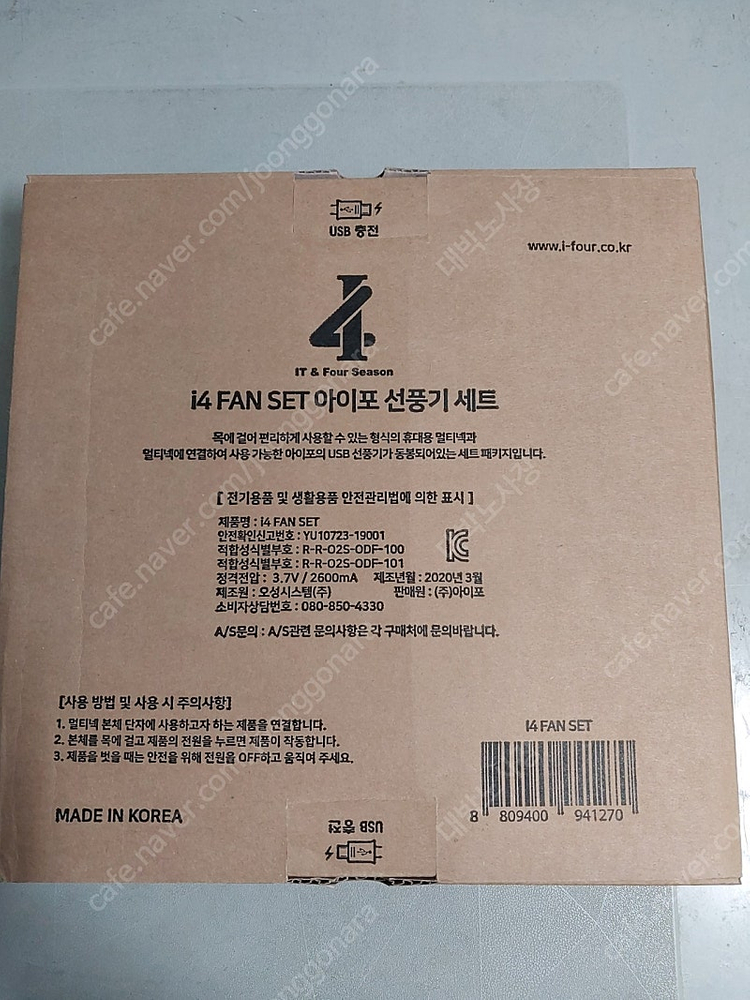 USB 충전
www.i-four.co.kr
i4
IT & Four Season
i4 FAN SET 아이포 선풍기 세트
목에 걸어 편리하게 사용할 수 있는 형식의 휴대용 멀티넥과
멀티넥에 연결하여 사용 가능한 아이포의 USB 선풍기가 동봉되어있는 세트 패키지입니다.
[ 전기용품 및 생활용품 안전관리법에 의한 표시 ]
제품명 : i4 FAN SET
안전확인신고번호 : YU10723-19001
적합성식별부호 : R-R-O2S-ODF-100
적합성식별부호 : R-R-O2S-ODF-101
정격전압 : 3.7V / 2600mA 제조년월 : 2020년 3월
제조원 : 오성시스템(주) 판매원 : (주)아이포
소비자상담번호 : 080-850-4330
A/S문의 : A/S관련 문의사항은 각 구매처에 문의바랍니다.
[사용 방법 및 사용 시 주의사항]
1. 멀티넥 본체 단자에 사용하고자 하는 제품을 연결합니다.
2. 본체를 목에 걸고 제품의 전원을 누르면 제품이 작동합니다.
3. 제품을 벗을 때는 안전을 위해 전원을 OFF하고 움직여 주세요.
MADE IN KOREA
i4 FAN SET
8 809400 941270
USB 충전
cafe.naver.com/joonggonara
대박노사장